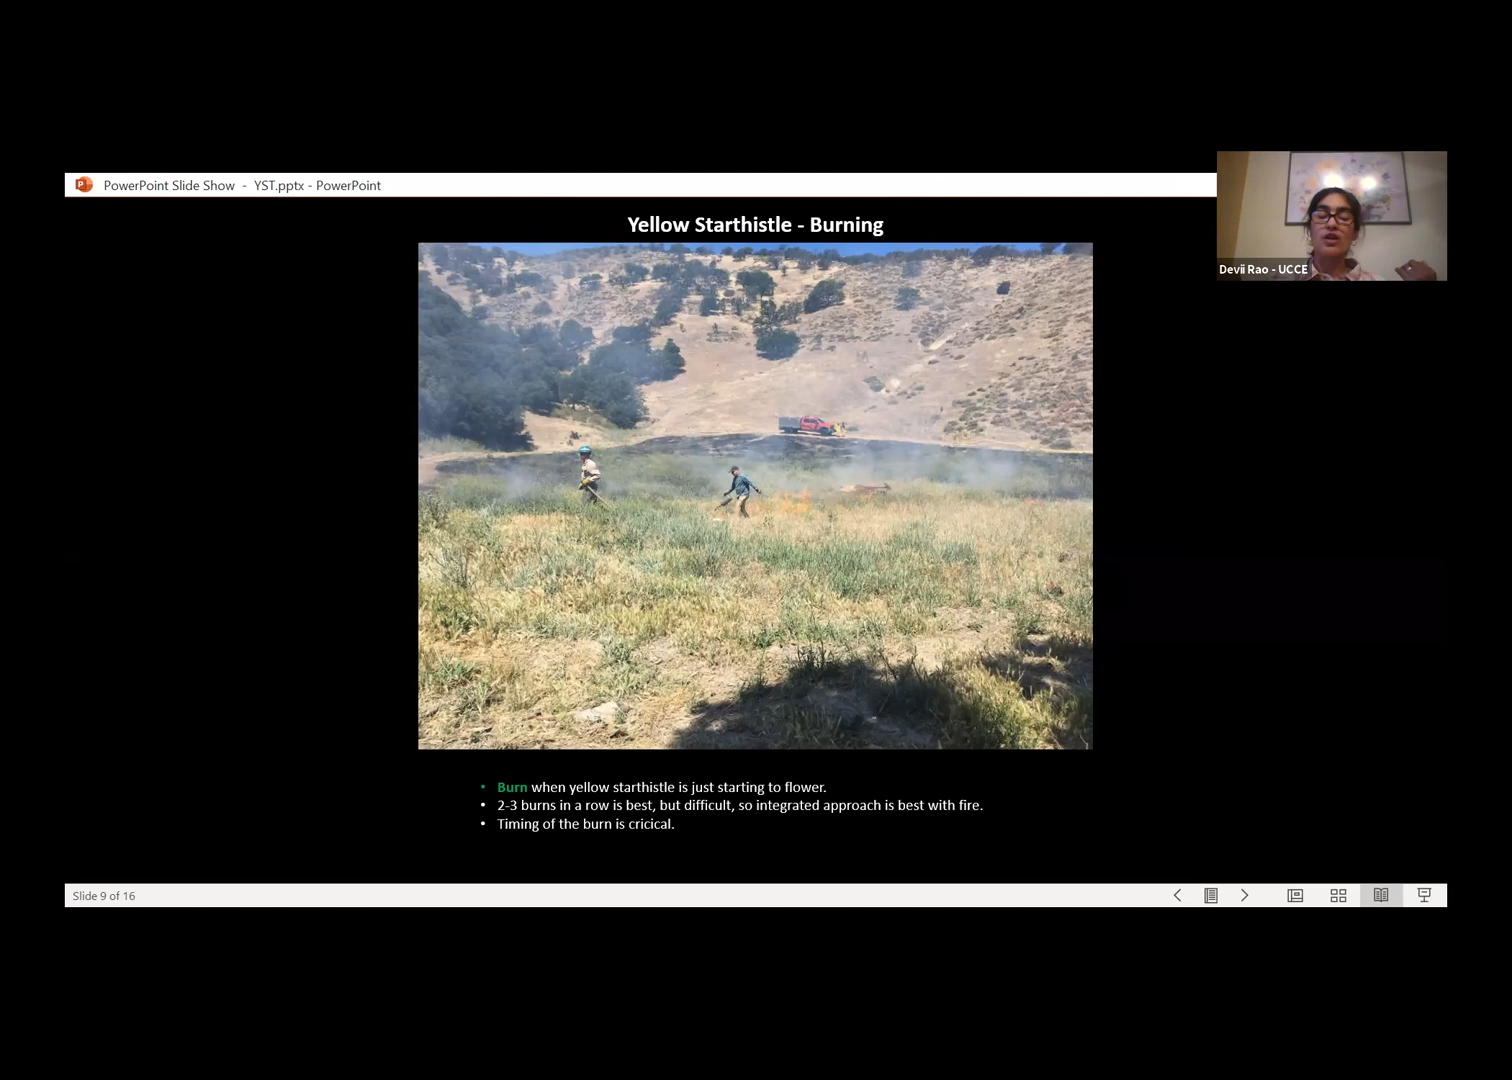 PowerPoint Slide Show - YST.pptx - PowerPoint
Yellow Starthistle - Burning
Devii Rao - UCCE
• Burn when yellow starthistle is just starting to flower.
• 2-3 burns in a row is best, but difficult, so integrated approach is best with fire.
• Timing of the burn is cricical.
Slide 9 of 16